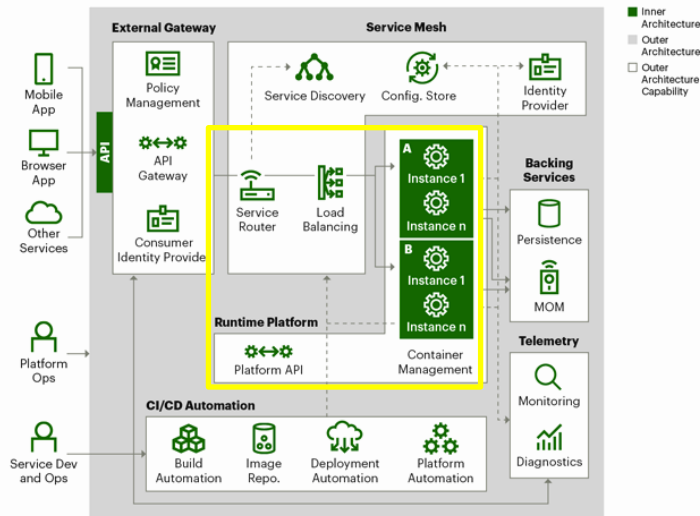 External Gateway
Service Mesh
Inner
Architecture
Outer
Architecture
Outer
Architecture
Capability
Mobile
App
Browser
App
Other
Services
Platform
Ops
Service Dev
and Ops
API
Policy
Management
API
Gateway
Consumer
Identity Provider
Service Discovery
Config. Store
Identity
Provider
Service
Router
Load
Balancing
A
Instance 1
Instance n
B
Instance 1
Instance n
Container
Management
Runtime Platform
Platform API
Backing
Services
Persistence
MOM
Telemetry
Monitoring
Diagnostics
CI/CD Automation
Build
Automation
Image
Repo.
Deployment
Automation
Platform
Automation